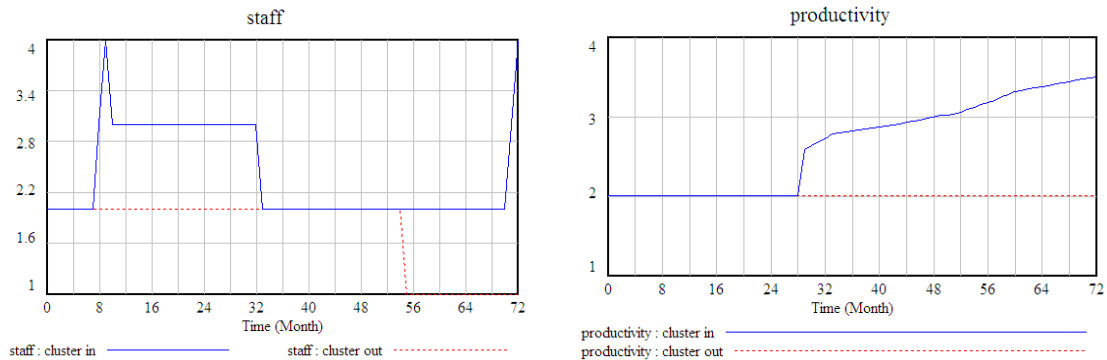 staff
4
3.4
2.8
2.2
1.6
1
0 8 16 24 32 40 48 56 64 72
Time (Month)
staff : cluster in
staff : cluster out
productivity
4
3
2
1
0 8 16 24 32 40 48 56 64 72
Time (Month)
productivity : cluster in
productivity : cluster out